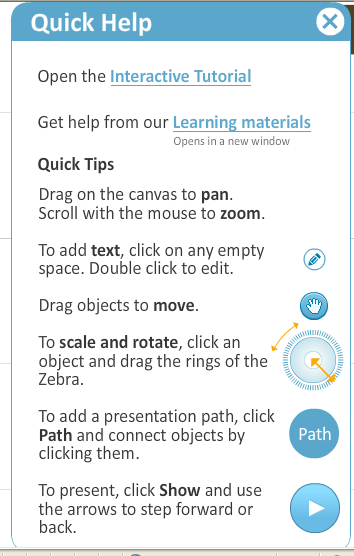 Quick Help
Open the Interactive Tutorial
Get help from our Learning materials
Opens in a new window
Quick Tips
Drag on the canvas to pan.
Scroll with the mouse to zoom.
To add text, click on any empty
space. Double click to edit.
Drag objects to move.
To scale and rotate, click an
object and drag the rings of the
Zebra.
To add a presentation path, click
Path and connect objects by
clicking them.
Path
To present, click Show and use
the arrows to step forward or
back.